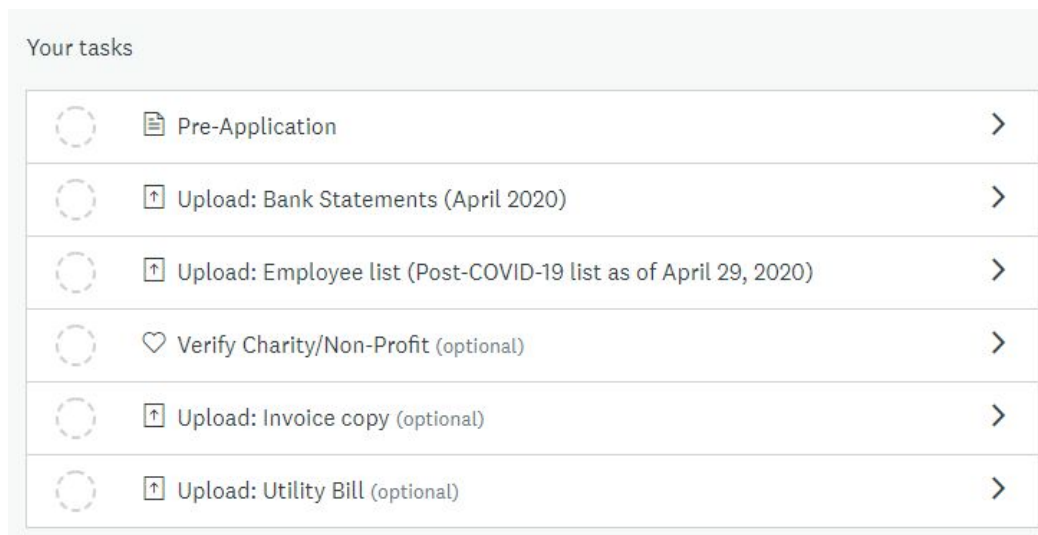 Your tasks
Pre-Application
Upload: Bank Statements (April 2020)
Upload: Employee list (Post-COVID-19 list as of April 29, 2020)
Verify Charity/Non-Profit (optional)
Upload: Invoice copy (optional)
Upload: Utility Bill (optional)